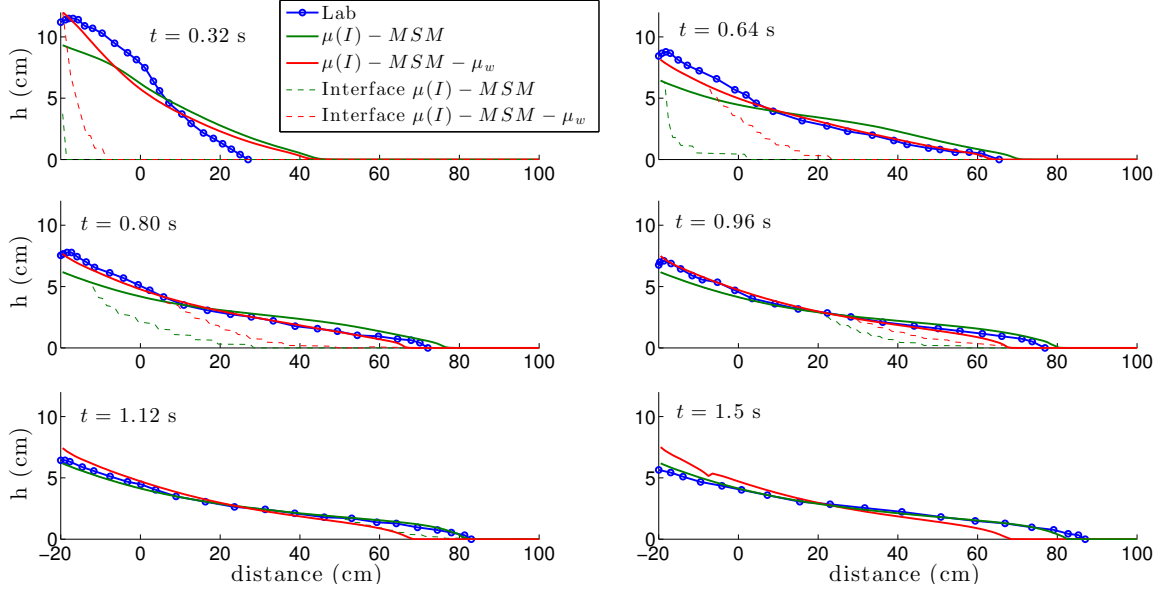 h (cm)
10
5
0
t = 0.32 s
−20 0 20 40 60 80 100
Lab
μ(I) − MSM
μ(I) − MSM − μ_w
Interface μ(I) − MSM
Interface μ(I) − MSM − μ_w
10
5
0
t = 0.64 s
−20 0 20 40 60 80 100
h (cm)
10
5
0
t = 0.80 s
−20 0 20 40 60 80 100
10
5
0
t = 0.96 s
−20 0 20 40 60 80 100
h (cm)
10
5
0
t = 1.12 s
−20 0 20 40 60 80 100
distance (cm)
10
5
0
t = 1.5 s
−20 0 20 40 60 80 100
distance (cm)